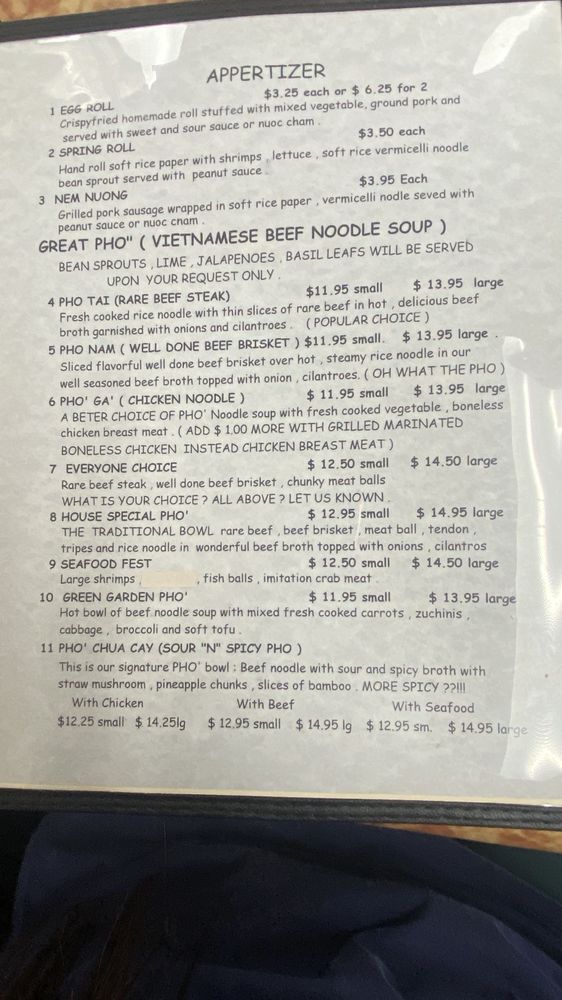 APPERTIZER
1 EGG ROLL $3.25 each or $ 6.25 for 2
Crispyfried homemade roll stuffed with mixed vegetable, ground pork and
served with sweet and sour sauce or nuoc cham .
2 SPRING ROLL $3.50 each
Hand roll soft rice paper with shrimps , lettuce , soft rice vermicelli noodle
bean sprout served with peanut sauce .
3 NEM NUONG $3.95 Each
Grilled pork sausage wrapped in soft rice paper , vermicelli nodle seved with
peanut sauce or nuoc cham .
GREAT PHO" ( VIETNAMESE BEEF NOODLE SOUP )
BEAN SPROUTS , LIME , JALAPENOES , BASIL LEAFS WILL BE SERVED
UPON YOUR REQUEST ONLY .
4 PHO TAI (RARE BEEF STEAK) $11.95 small $ 13.95 large
Fresh cooked rice noodle with thin slices of rare beef in hot , delicious beef
broth garnished with onions and cilantroes . ( POPULAR CHOICE )
5 PHO NAM ( WELL DONE BEEF BRISKET ) $11.95 small. $ 13.95 large .
Sliced flavorful well done beef brisket over hot , steamy rice noodle in our
well seasoned beef broth topped with onion , cilantroes. ( OH WHAT THE PHO )
6 PHO' GA' ( CHICKEN NOODLE ) $ 11.95 small $ 13.95 large
A BETER CHOICE OF PHO' Noodle soup with fresh cooked vegetable , boneless
chicken breast meat . ( ADD $ 1.00 MORE WITH GRILLED MARINATED
BONELESS CHICKEN INSTEAD CHICKEN BREAST MEAT )
7 EVERYONE CHOICE $ 12.50 small $ 14.50 large
Rare beef steak , well done beef brisket , chunky meat balls
WHAT IS YOUR CHOICE ? ALL ABOVE ? LET US KNOWN .
8 HOUSE SPECIAL PHO' $ 12.95 small $ 14.95 large
THE TRADITIONAL BOWL rare beef , beef brisket , meat ball , tendon ,
tripes and rice noodle in wonderful beef broth topped with onions , cilantros
9 SEAFOOD FEST $ 12.50 small $ 14.50 large
Large shrimps , , fish balls , imitation crab meat .
10 GREEN GARDEN PHO' $ 11.95 small $ 13.95 large
Hot bowl of beef noodle soup with mixed fresh cooked carrots , zuchinis ,
cabbage , broccoli and soft tofu .
11 PHO' CHUA CAY (SOUR "N" SPICY PHO )
This is our signature PHO' bowl : Beef noodle with sour and spicy broth with
straw mushroom , pineapple chunks , slices of bamboo . MORE SPICY ??!!!
With Chicken With Beef With Seafood
$12.25 small $ 14.25lg $ 12.95 small $ 14.95 lg $ 12.95 sm. $ 14.95 large